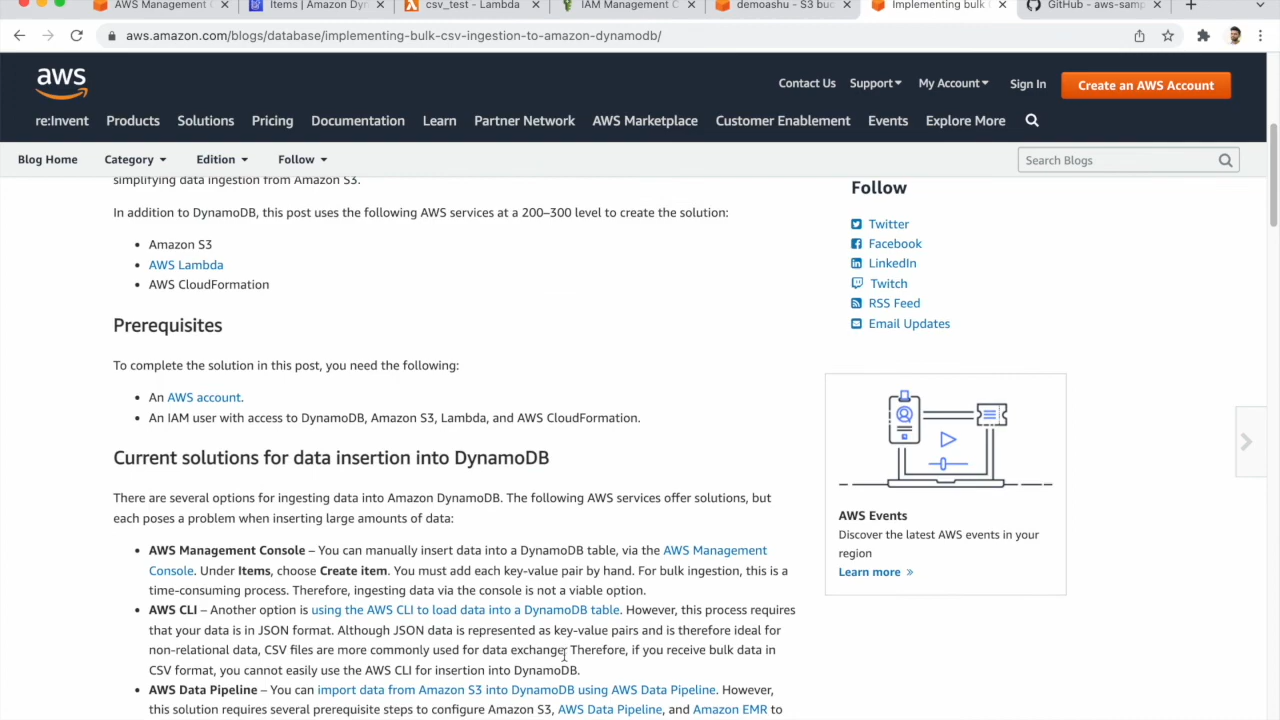 AWS Management C
Items | Amazon Dyn
csv_test - Lambda
IAM Management C
demoashu - S3 buc
Implementing bulk
GitHub - aws-samp
aws.amazon.com/blogs/database/implementing-bulk-csv-ingestion-to-amazon-dynamodb/
aws
Contact Us Support My Account Sign In Create an AWS Account
re:Invent Products Solutions Pricing Documentation Learn Partner Network AWS Marketplace Customer Enablement Events Explore More
Blog Home Category Edition Follow Search Blogs
simplifying data ingestion from Amazon S3.
In addition to DynamoDB, this post uses the following AWS services at a 200–300 level to create the solution:
• Amazon S3
• AWS Lambda
• AWS CloudFormation
Prerequisites
To complete the solution in this post, you need the following:
• An AWS account.
• An IAM user with access to DynamoDB, Amazon S3, Lambda, and AWS CloudFormation.
Current solutions for data insertion into DynamoDB
There are several options for ingesting data into Amazon DynamoDB. The following AWS services offer solutions, but
each poses a problem when inserting large amounts of data:
• AWS Management Console – You can manually insert data into a DynamoDB table, via the AWS Management
Console. Under Items, choose Create item. You must add each key-value pair by hand. For bulk ingestion, this is a
time-consuming process. Therefore, ingesting data via the console is not a viable option.
• AWS CLI – Another option is using the AWS CLI to load data into a DynamoDB table. However, this process requires
that your data is in JSON format. Although JSON data is represented as key-value pairs and is therefore ideal for
non-relational data, CSV files are more commonly used for data exchange. Therefore, if you receive bulk data in
CSV format, you cannot easily use the AWS CLI for insertion into DynamoDB.
• AWS Data Pipeline – You can import data from Amazon S3 into DynamoDB using AWS Data Pipeline. However,
this solution requires several prerequisite steps to configure Amazon S3, AWS Data Pipeline, and Amazon EMR to
Follow
Twitter
Facebook
LinkedIn
Twitch
RSS Feed
Email Updates
AWS Events
Discover the latest AWS events in your
region
Learn more »